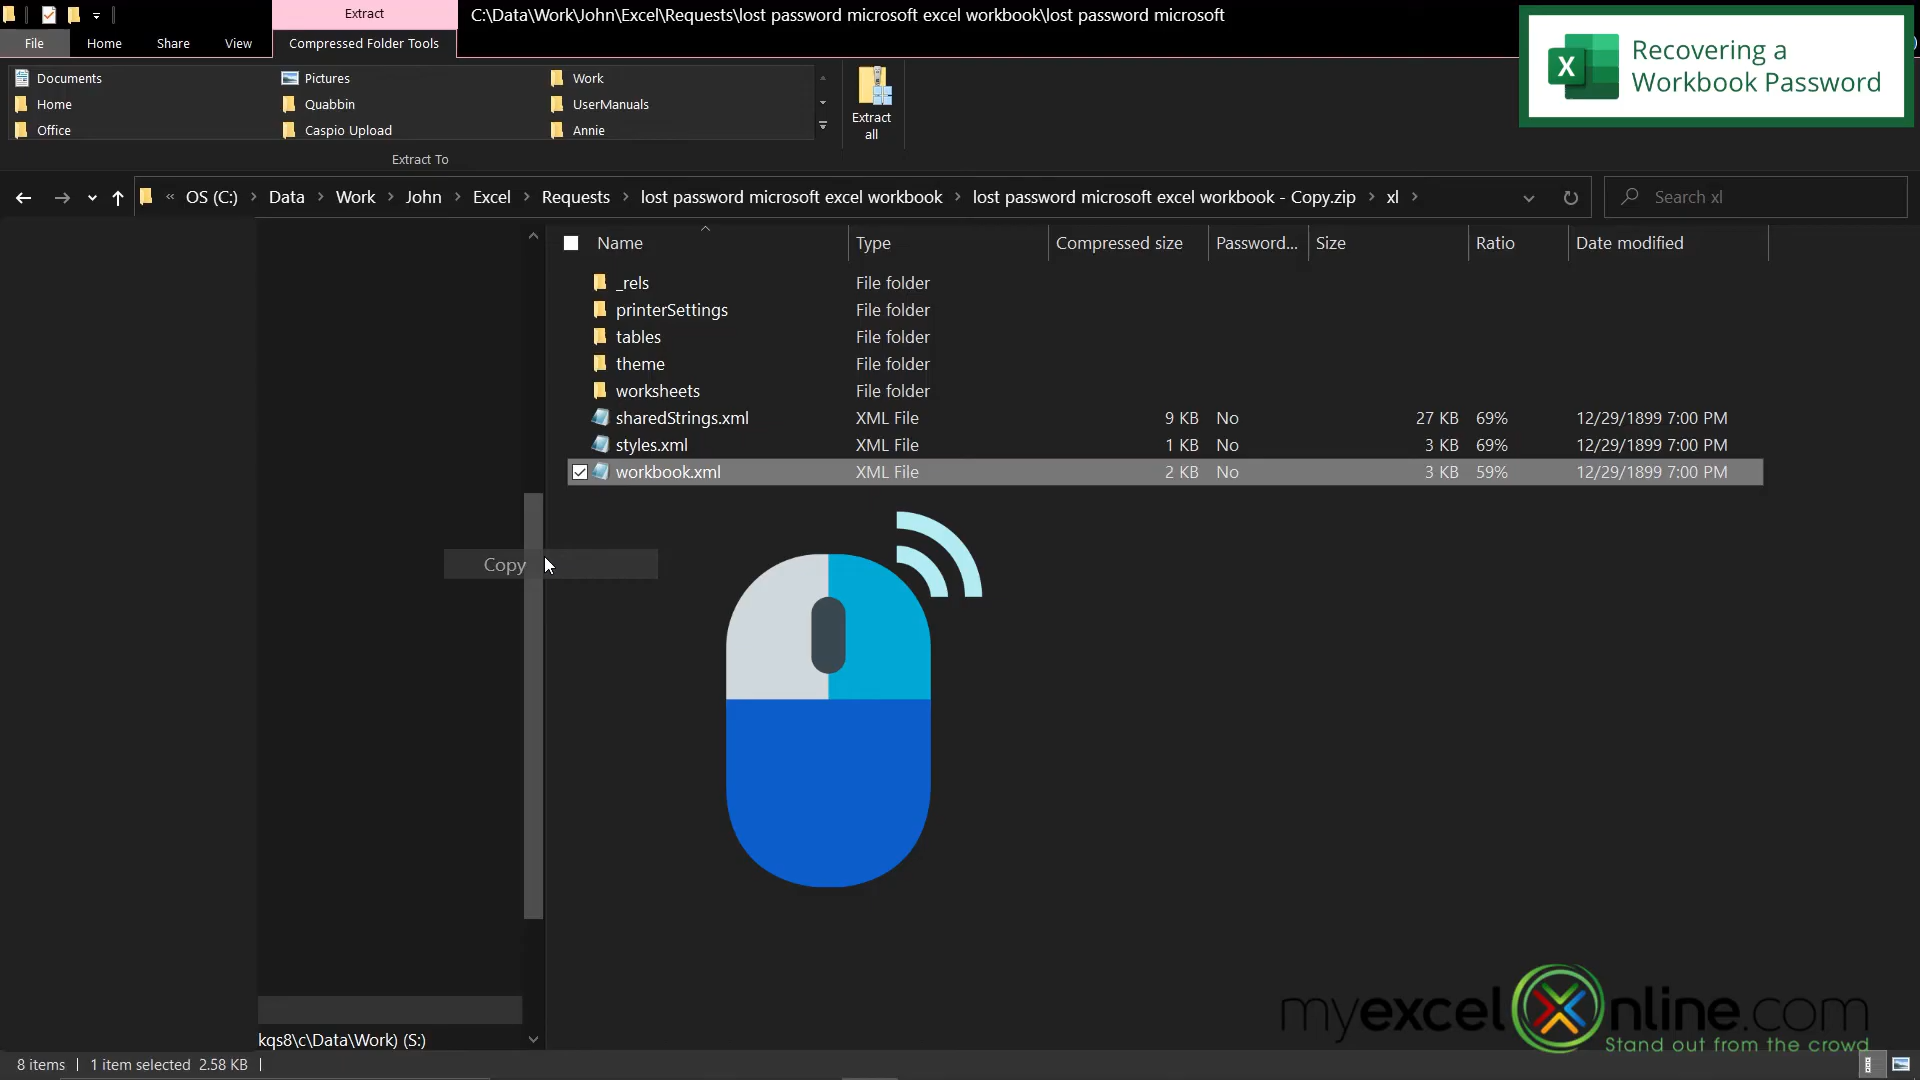 Extract
C:\Data\Work\John\Excel\Requests\lost password microsoft excel workbook\lost password microsoft
File Home Share View Compressed Folder Tools
Recovering a
Workbook Password
X
Documents Pictures Work
Home Quabbin UserManuals
Office Caspio Upload Annie
Extract
all
Extract To
« OS (C:) > Data > Work > John > Excel > Requests > lost password microsoft excel workbook > lost password microsoft excel workbook - Copy.zip > xl >
Search xl
Name Type Compressed size Password... Size Ratio Date modified
_rels File folder
printerSettings File folder
tables File folder
theme File folder
worksheets File folder
sharedStrings.xml XML File 9 KB No 27 KB 69% 12/29/1899 7:00 PM
styles.xml XML File 1 KB No 3 KB 69% 12/29/1899 7:00 PM
workbook.xml XML File 2 KB No 3 KB 59% 12/29/1899 7:00 PM
Copy
kqs8\c\Data\Work) (S:)
myexcelOnline.com
Stand out from the crowd
8 items 1 item selected 2.58 KB